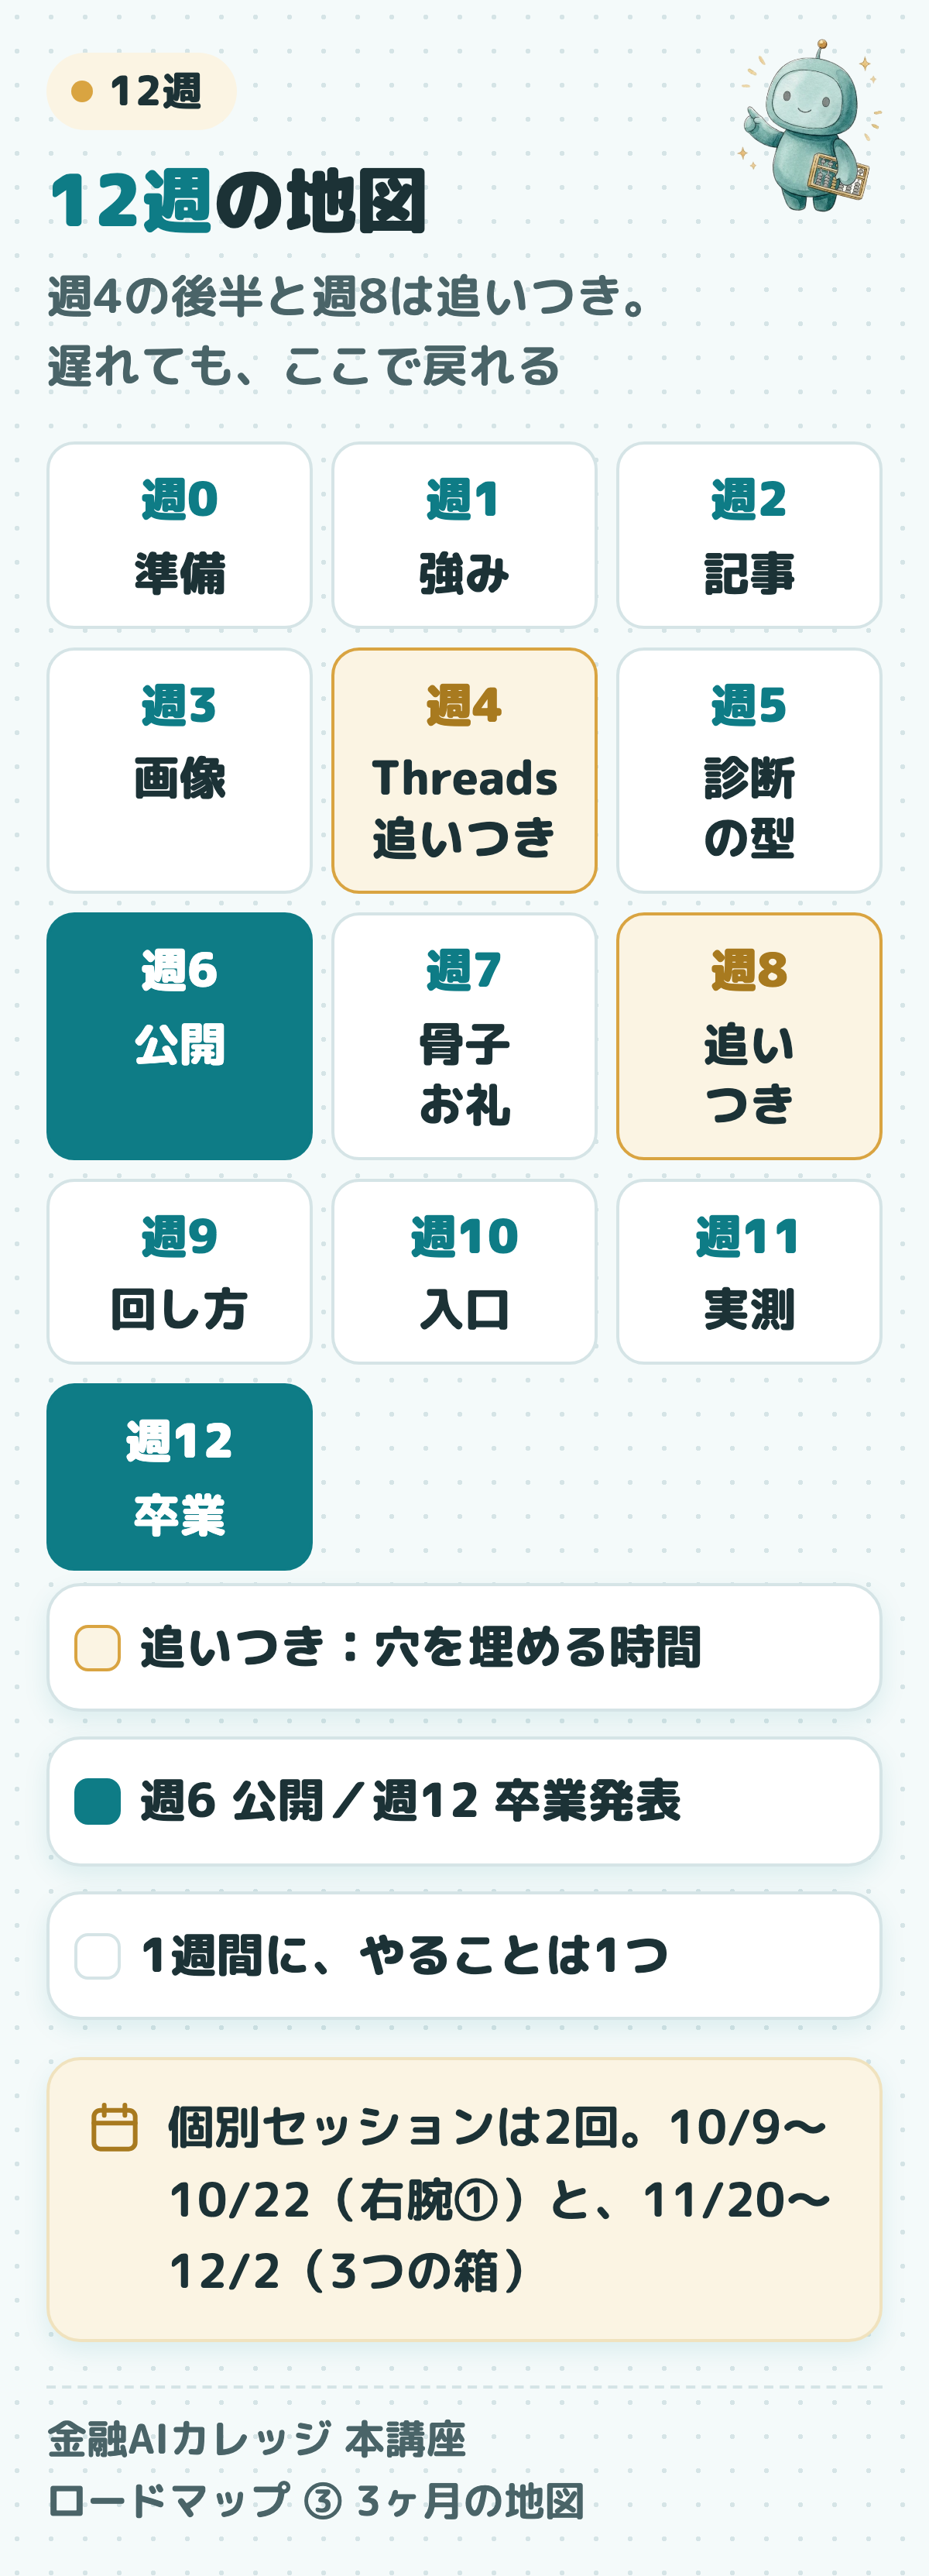 12週
12週の地図
週4の後半と週8は追いつき。
遅れても、ここで戻れる
週0
準備
週1
強み
週2
記事
週3
画像
週4
Threads
追いつき
週5
診断
の型
週6
公開
週7
骨子
お礼
週8
追い
つき
週9
回し方
週10
入口
週11
実測
週12
卒業
追いつき：穴を埋める時間
週6 公開／週12 卒業発表
1週間に、やることは1つ
個別セッションは2回。10/9〜
10/22（右腕①）と、11/20〜
12/2（3つの箱）
金融AIカレッジ 本講座
ロードマップ ③ 3ヶ月の地図